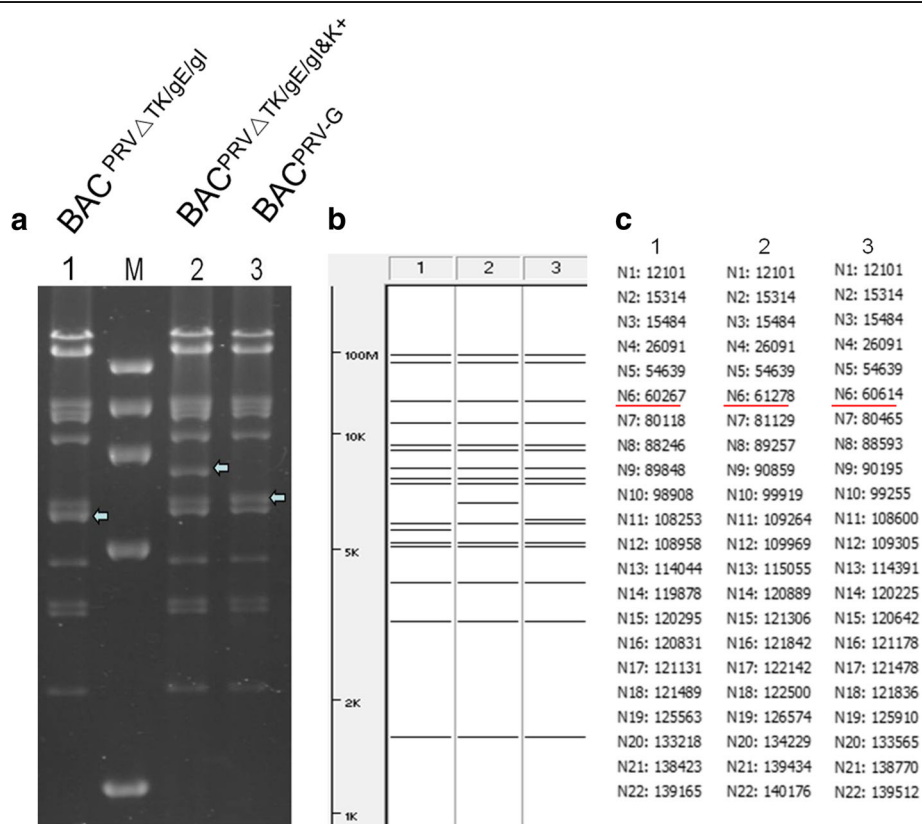 a
BAC PRV△TK/gE/gI
BAC PRV△TK/gE/gI&K+
BAC PRV-G
1 M 2 3
b
1 2 3
100M
10K
5K
2K
1K
c
1 2 3
N1: 12101 N1: 12101 N1: 12101
N2: 15314 N2: 15314 N2: 15314
N3: 15484 N3: 15484 N3: 15484
N4: 26091 N4: 26091 N4: 26091
N5: 54639 N5: 54639 N5: 54639
N6: 60267 N6: 61278 N6: 60614
N7: 80118 N7: 81129 N7: 80465
N8: 88246 N8: 89257 N8: 88593
N9: 89848 N9: 90859 N9: 90195
N10: 98908 N10: 99919 N10: 99255
N11: 108253 N11: 109264 N11: 108600
N12: 108958 N12: 109969 N12: 109305
N13: 114044 N13: 115055 N13: 114391
N14: 119878 N14: 120889 N14: 120225
N15: 120295 N15: 121306 N15: 120642
N16: 120831 N16: 121842 N16: 121178
N17: 121131 N17: 122142 N17: 121478
N18: 121489 N18: 122500 N18: 121836
N19: 125563 N19: 126574 N19: 125910
N20: 133218 N20: 134229 N20: 133565
N21: 138423 N21: 139434 N21: 138770
N22: 139165 N22: 140176 N22: 139512